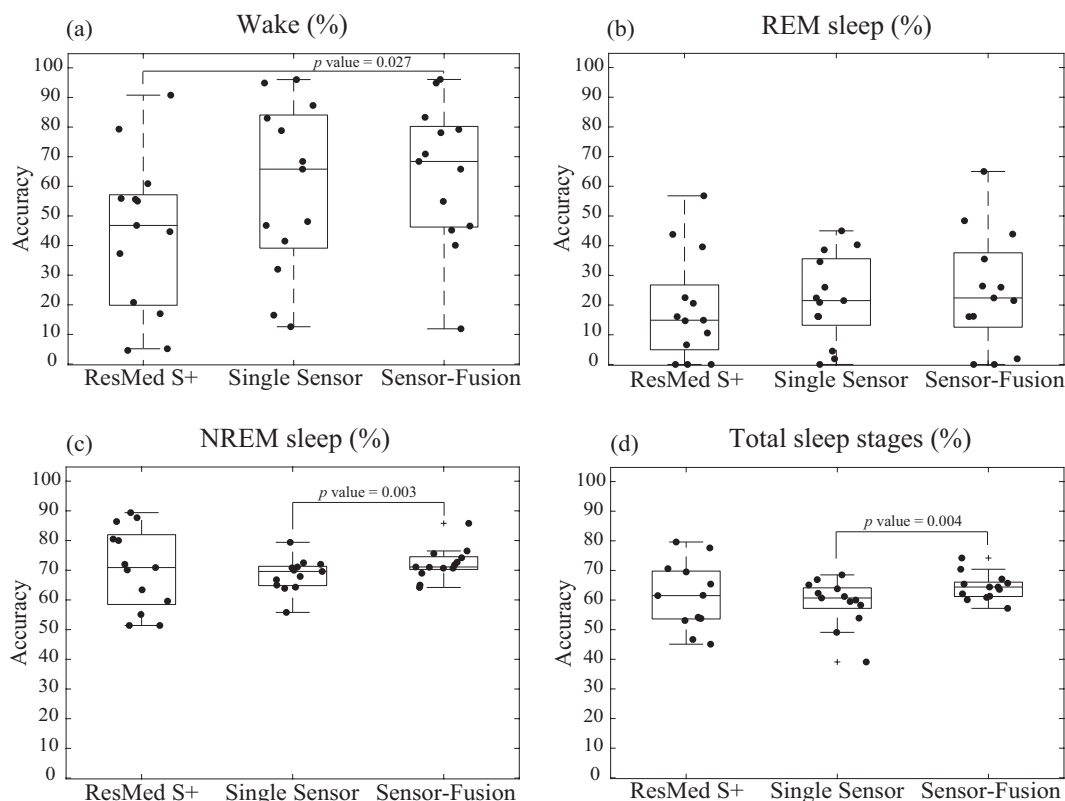 (a) Wake (%)
p value = 0.027
100
90
80
70
60
50
40
30
20
10
0
Accuracy
ResMed S+ Single Sensor Sensor-Fusion
(b) REM sleep (%)
100
90
80
70
60
50
40
30
20
10
0
Accuracy
ResMed S+ Single Sensor Sensor-Fusion
(c) NREM sleep (%)
p value = 0.003
100
90
80
70
60
50
40
30
20
10
0
Accuracy
ResMed S+ Single Sensor Sensor-Fusion
(d) Total sleep stages (%)
p value = 0.004
100
90
80
70
60
50
40
30
20
10
0
Accuracy
ResMed S+ Single Sensor Sensor-Fusion